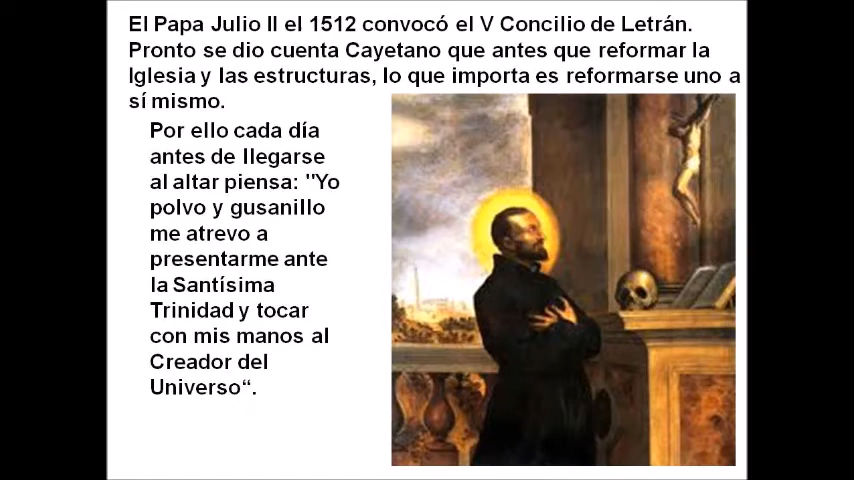 El Papa Julio II el 1512 convocó el V Concilio de Letrán.
Pronto se dio cuenta Cayetano que antes que reformar la
Iglesia y las estructuras, lo que importa es reformarse uno a
sí mismo.
Por ello cada día
antes de llegarse
al altar piensa: "Yo
polvo y gusanillo
me atrevo a
presentarme ante
la Santísima
Trinidad y tocar
con mis manos al
Creador del
Universo“.